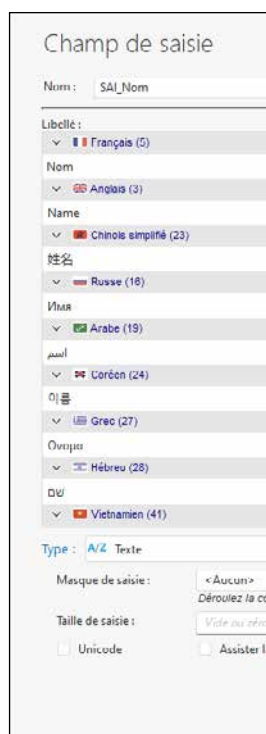 Champ de saisie
Nom : SAI_Nom
Libellé :
Français (5)
Nom
Anglais (3)
Name
Chinois simplifié (23)
姓名
Russe (16)
Имя
Arabe (19)
اسم
Coréen (24)
이름
Grec (27)
Ονομα
Hébreu (28)
שם
Vietnamien (41)
Type : A/Z Texte
Masque de saisie : <Aucun>
Déroulez la co
Taille de saisie : Vide ou zéro
Unicode Assister l